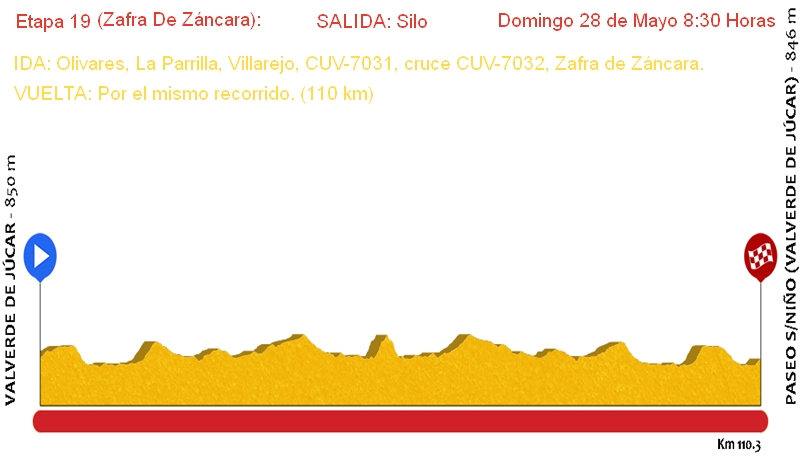 Etapa 19 (Zafra De Záncara): SALIDA: Silo Domingo 28 de Mayo 8:30 Horas
IDA: Olivares, La Parrilla, Villarejo, CUV-7031, cruce CUV-7032, Zafra de Záncara.
VUELTA: Por el mismo recorrido. (110 km)
VALVERDE DE JÚCAR - 850 m
PASEO S/NIÑO (VALVERDE DE JÚCAR) - 846 m
Km 110.3